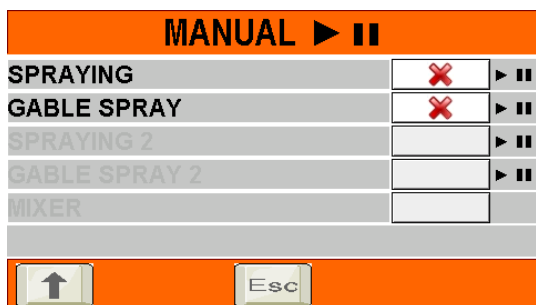 MANUAL
SPRAYING
GABLE SPRAY
SPRAYING 2
GABLE SPRAY 2
MIXER
Esc